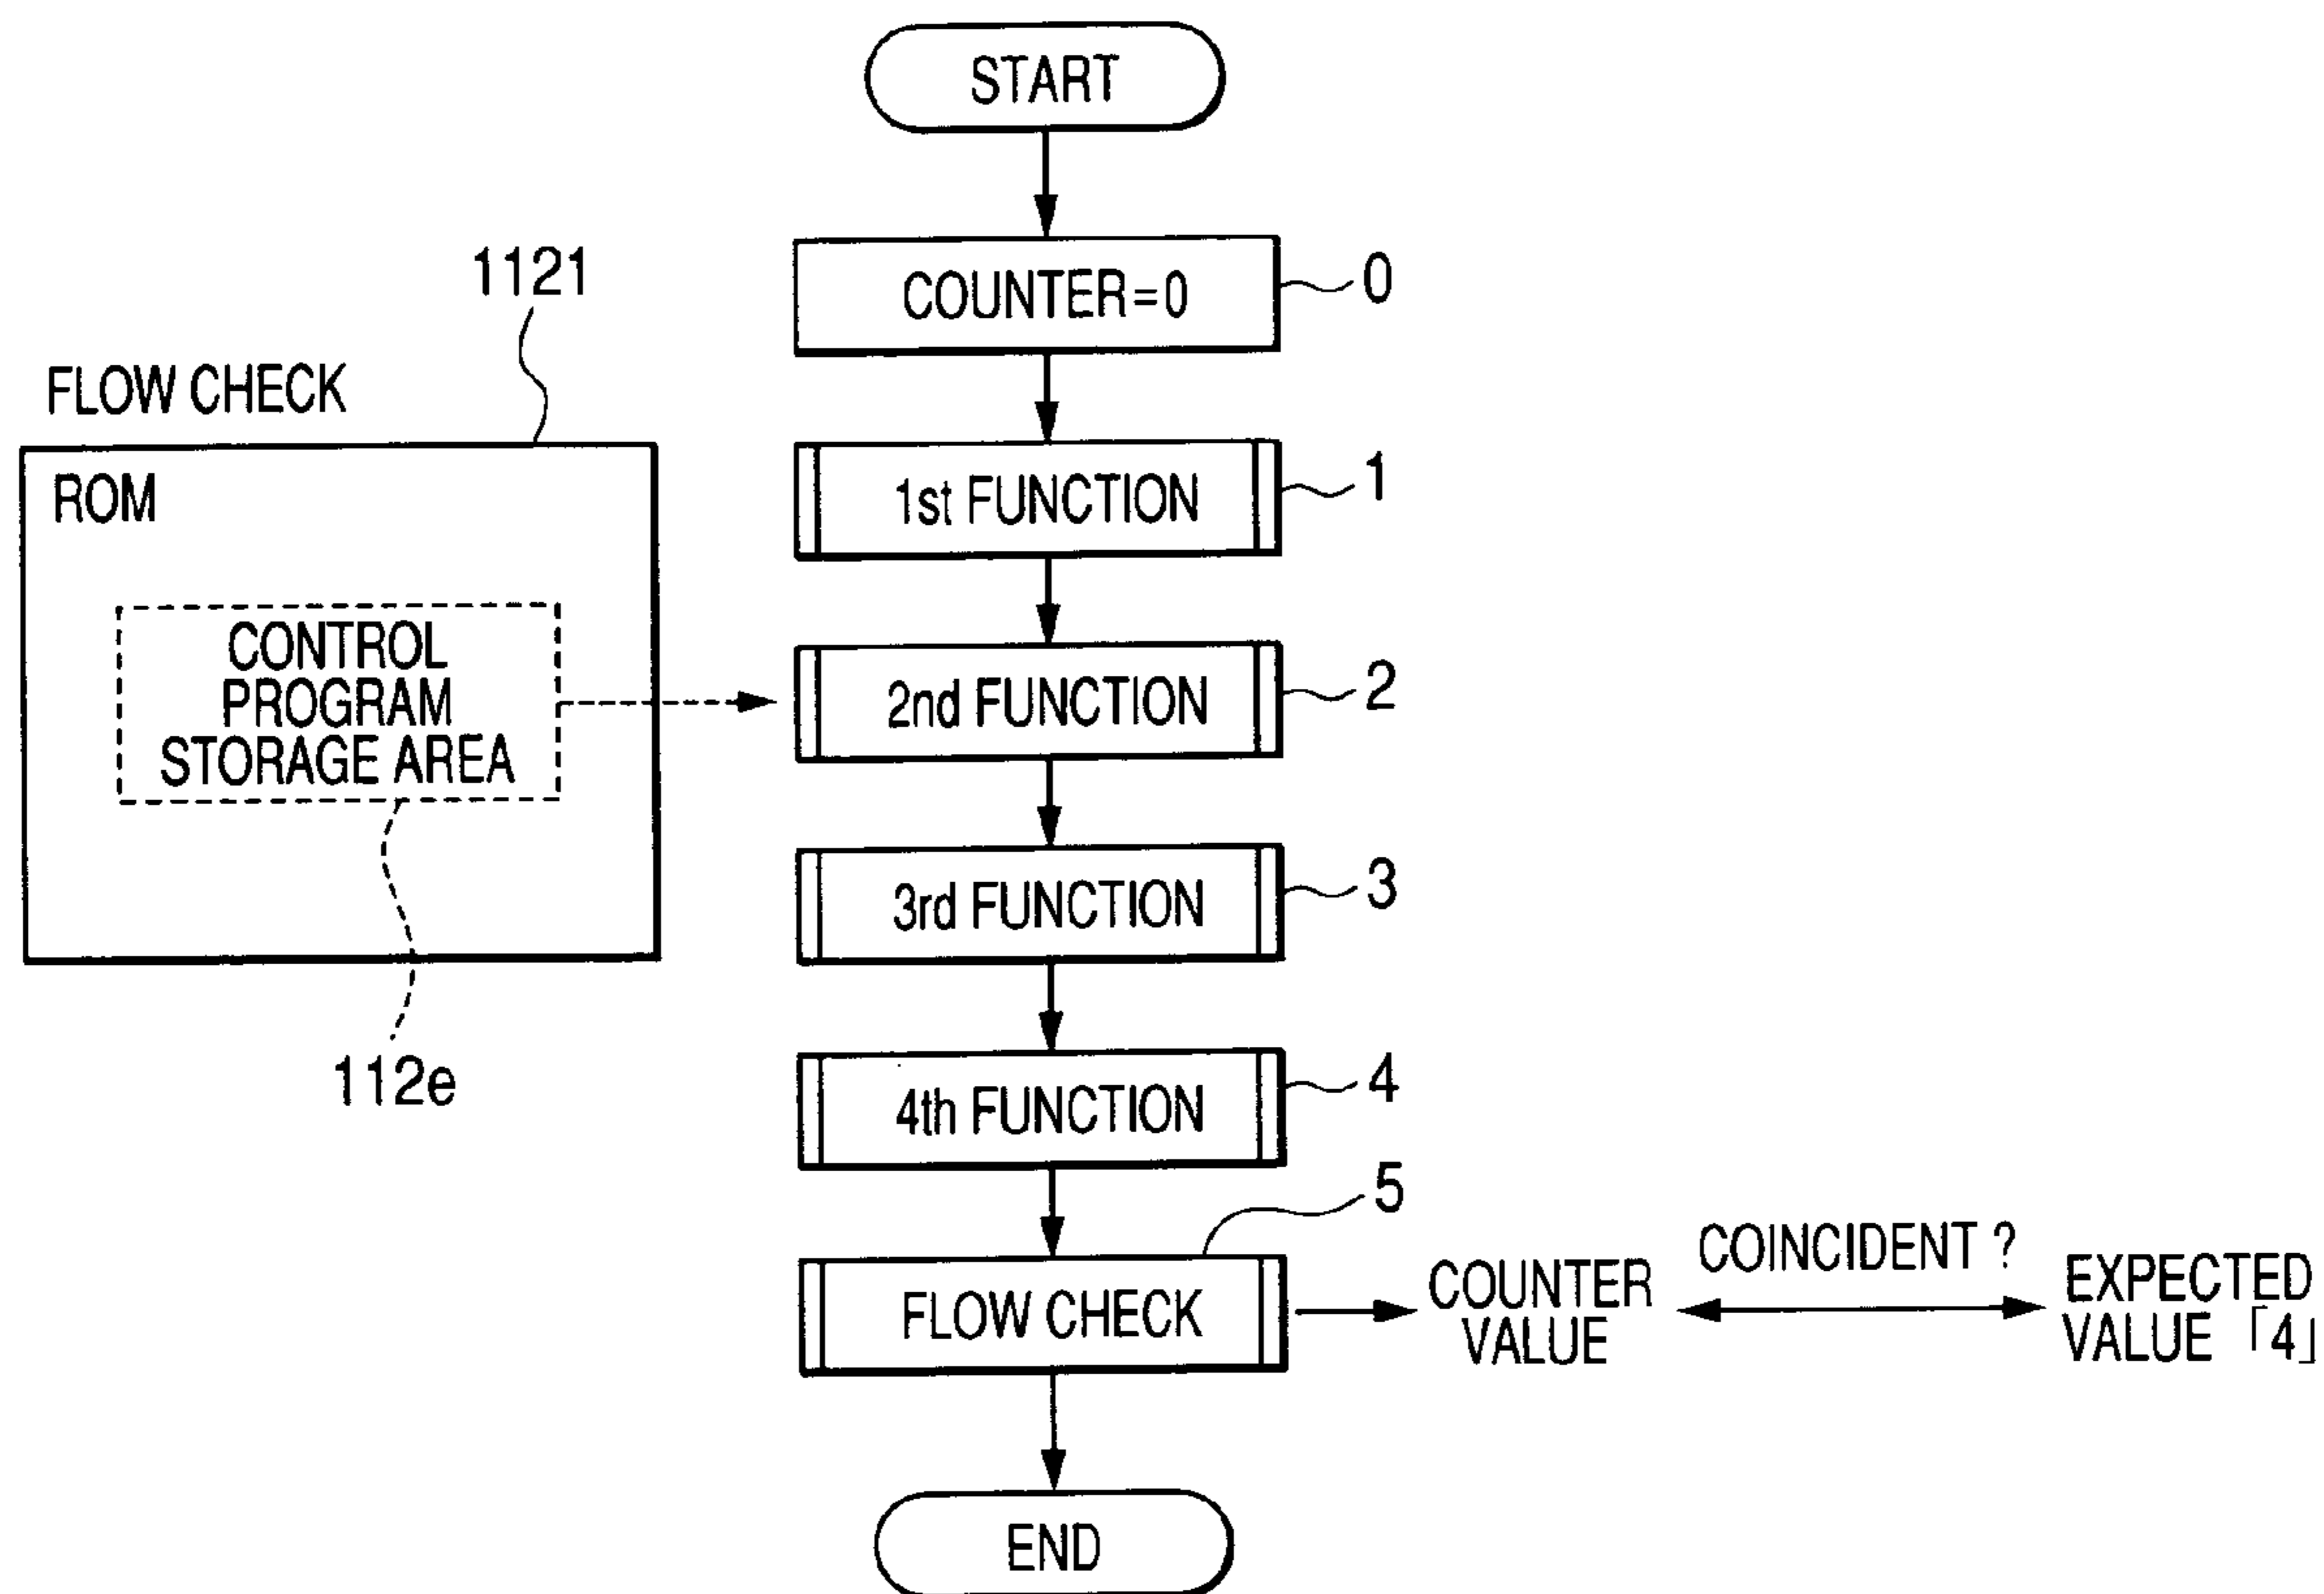 START
COUNTER=0
0
1121
FLOW CHECK
ROM
1st FUNCTION
1
CONTROL
PROGRAM
STORAGE AREA
2nd FUNCTION
2
3rd FUNCTION
3
112e
4th FUNCTION
4
5
FLOW CHECK
COUNTER
VALUE
COINCIDENT ?
EXPECTED
VALUE「4」
END